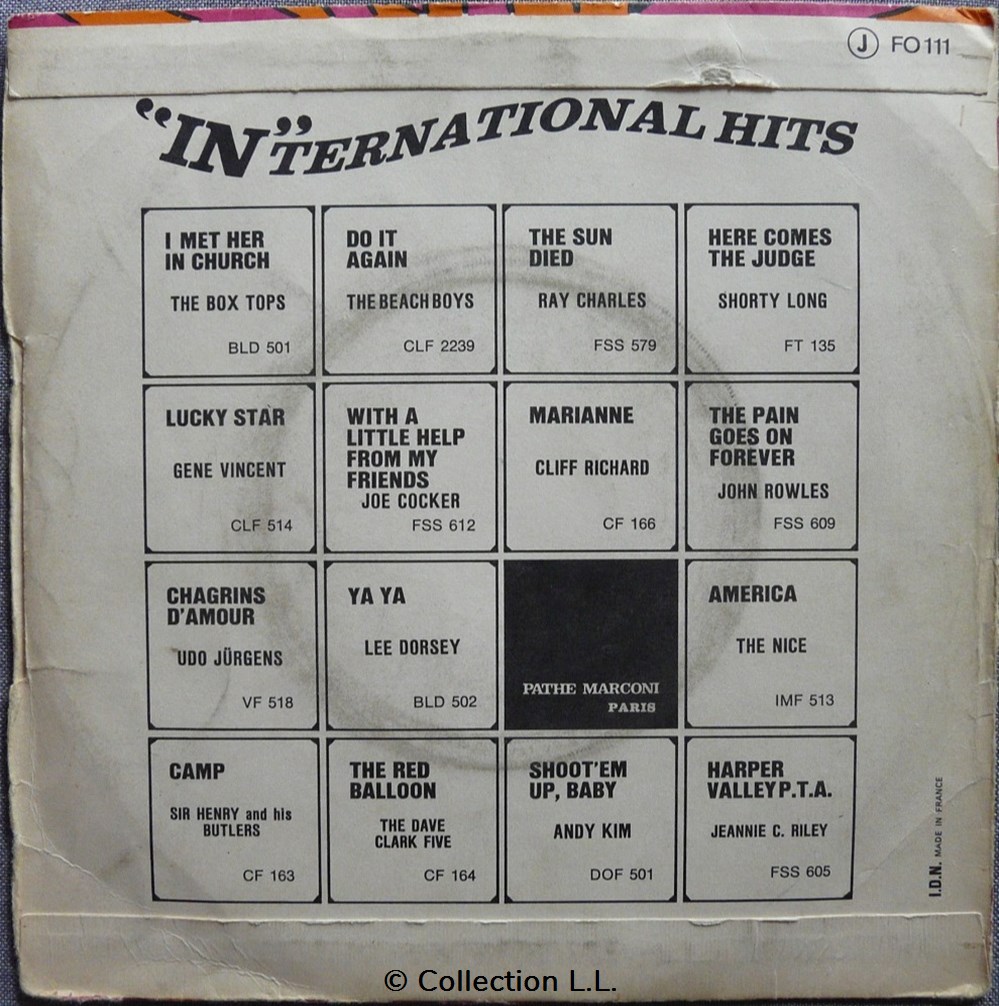 J FO 111
“IN”TERNATIONAL HITS
I MET HER
IN CHURCH
THE BOX TOPS
BLD 501
DO IT
AGAIN
THE BEACH BOYS
CLF 2239
THE SUN
DIED
RAY CHARLES
FSS 579
HERE COMES
THE JUDGE
SHORTY LONG
FT 135
LUCKY STAR
GENE VINCENT
CLF 514
WITH A
LITTLE HELP
FROM MY
FRIENDS
JOE COCKER
FSS 612
MARIANNE
CLIFF RICHARD
CF 166
THE PAIN
GOES ON
FOREVER
JOHN ROWLES
FSS 609
CHAGRINS
D'AMOUR
UDO JÜRGENS
VF 518
YA YA
LEE DORSEY
BLD 502
PATHE MARCONI
PARIS
AMERICA
THE NICE
IMF 513
CAMP
SIR HENRY and his
BUTLERS
CF 163
THE RED
BALLOON
THE DAVE
CLARK FIVE
CF 164
SHOOT'EM
UP, BABY
ANDY KIM
DOF 501
HARPER
VALLEY P.T.A.
JEANNIE C. RILEY
FSS 605
I.D.N. MADE IN FRANCE
© Collection L.L.